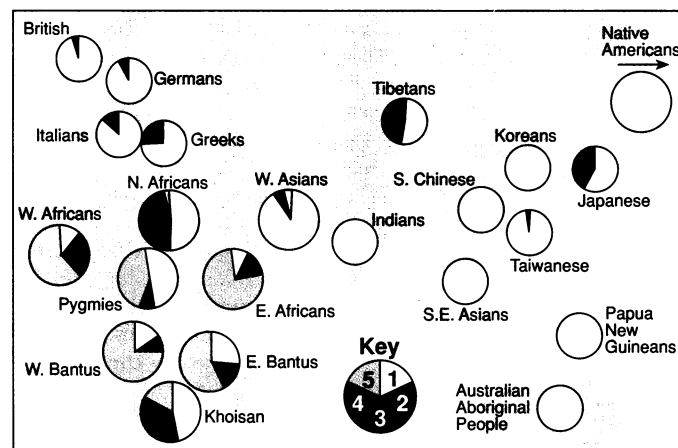 British
Germans
Italians
Greeks
Tibetans
Native
Americans
Koreans
Japanese
S. Chinese
Taiwanese
S.E. Asians
W. Asians
Indians
N. Africans
W. Africans
Pygmies
E. Africans
W. Bantus
E. Bantus
Khoisan
Key
5 1
4 2
3
Papua
New
Guineans
Australian
Aboriginal
People